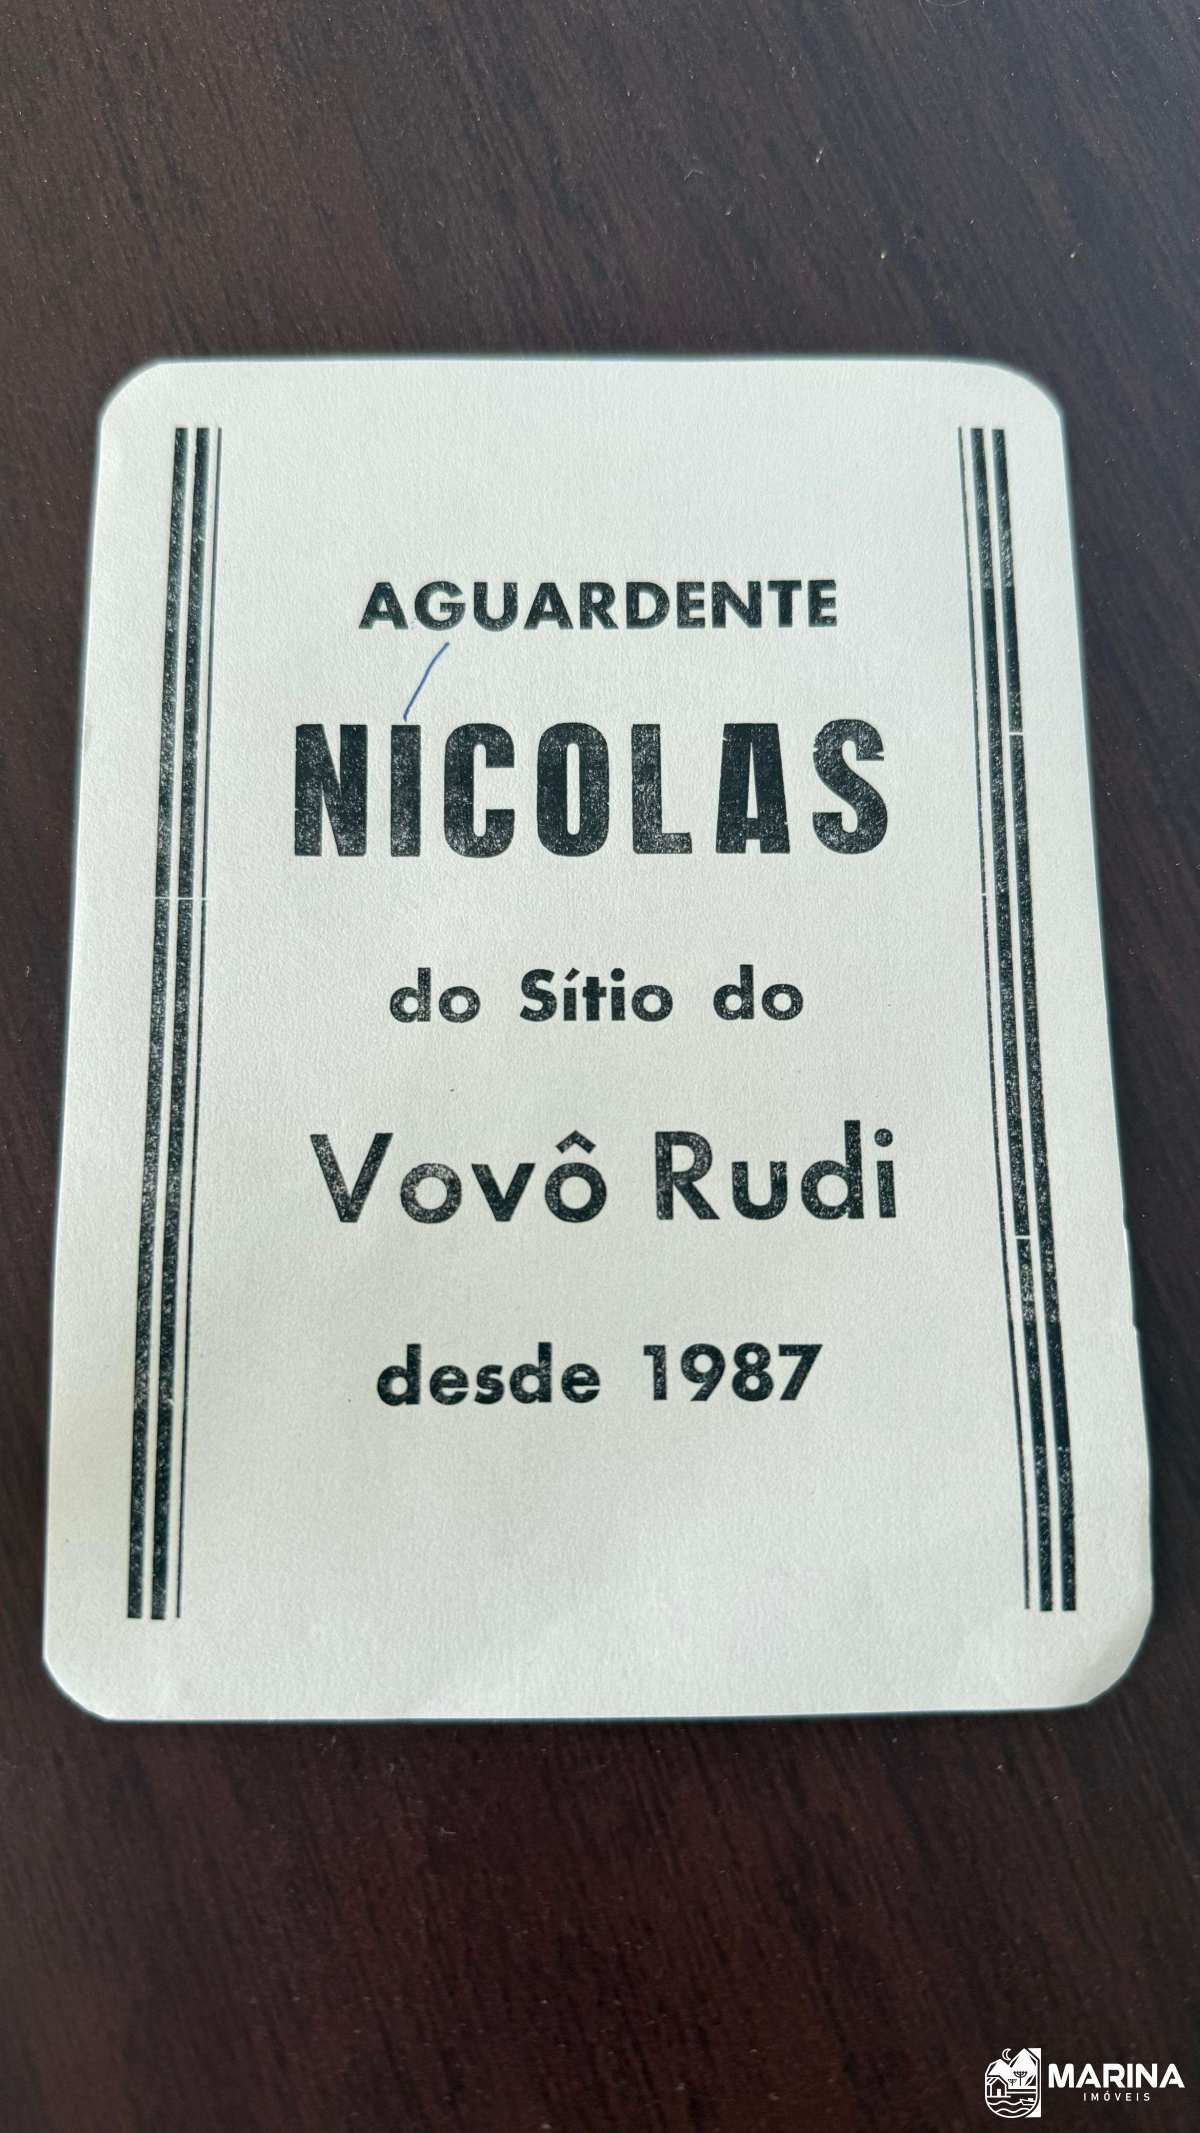 AGUARDENTE
NÍCOLAS
do Sítio do
Vovô Rudi
desde 1987
MARINA
IMÓVEIS